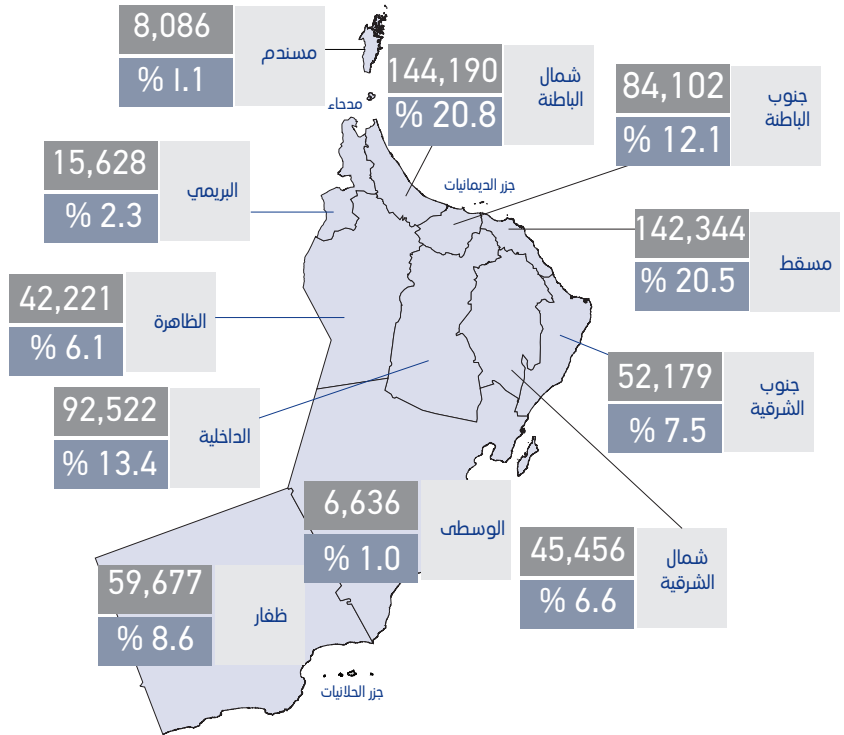 8,086
% 1.1
مسندم
144,190
% 20.8
شمال
الباطنة
84,102
% 12.1
جنوب
الباطنة
مدحاء
15,628
% 2.3
البريمي
جزر الديمانيات
142,344
% 20.5
مسقط
42,221
% 6.1
الظاهرة
52,179
% 7.5
جنوب
الشرقية
92,522
% 13.4
الداخلية
6,636
% 1.0
الوسطى
45,456
% 6.6
شمال
الشرقية
59,677
% 8.6
ظفار
جزر الحلانيات